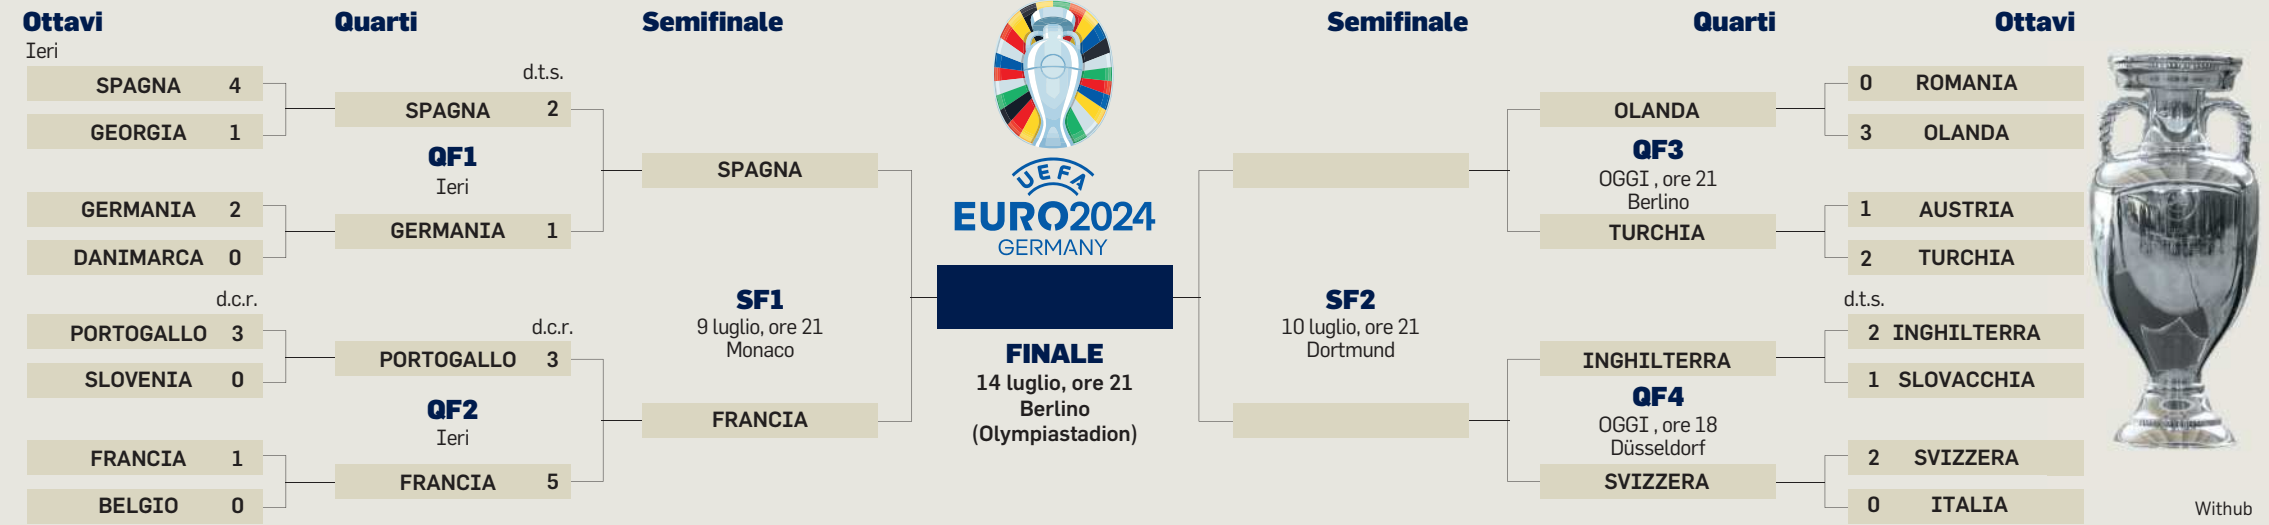 Ottavi
Ieri
SPAGNA 4
GEORGIA 1
GERMANIA 2
DANIMARCA 0
d.c.r.
PORTOGALLO 3
SLOVENIA 0
FRANCIA 1
BELGIO 0
Quarti
d.t.s.
SPAGNA 2
QF1
Ieri
GERMANIA 1
d.c.r.
PORTOGALLO 3
QF2
Ieri
FRANCIA 5
Semifinale
SPAGNA
SF1
9 luglio, ore 21
Monaco
FRANCIA
UEFA
EURO2024
GERMANY
FINALE
14 luglio, ore 21
Berlino
(Olympiastadion)
Semifinale
SF2
10 luglio, ore 21
Dortmund
Quarti
OLANDA
QF3
OGGI , ore 21
Berlino
TURCHIA
INGHILTERRA
QF4
OGGI , ore 18
Düsseldorf
SVIZZERA
Ottavi
0 ROMANIA
3 OLANDA
1 AUSTRIA
2 TURCHIA
d.t.s.
2 INGHILTERRA
1 SLOVACCHIA
2 SVIZZERA
0 ITALIA
Withub